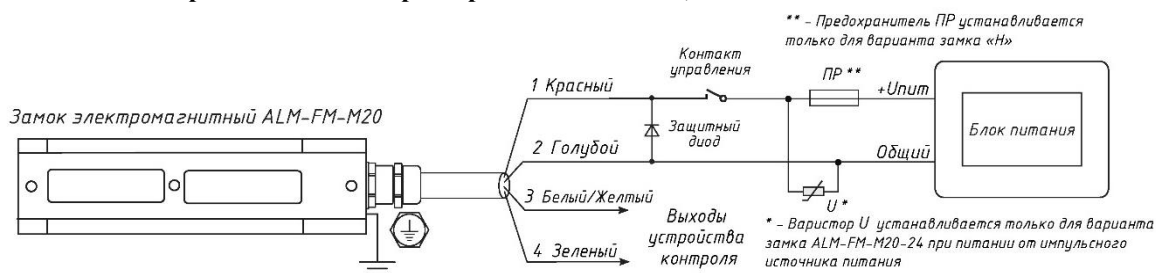 ** - Предохранитель ПР устанавливается
только для варианта замка «Н»
Контакт
управления
ПР **
+Uпит
1 Красный
Замок электромагнитный ALM-FM-M20
Защитный
диод
Блок питания
2 Голубой
Общий
3 Белый/Желтый
U *
Выходы
устройства
контроля
4 Зеленый
* - Варистор U устанавливается только для варианта
замка ALM-FM-M20-24 при питании от импульсного
источника питания